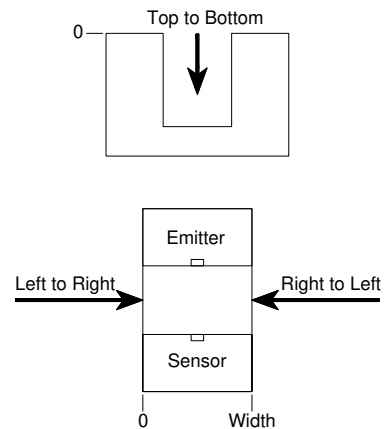 Top to Bottom
0
Emitter
Left to Right
Right to Left
Sensor
0
Width